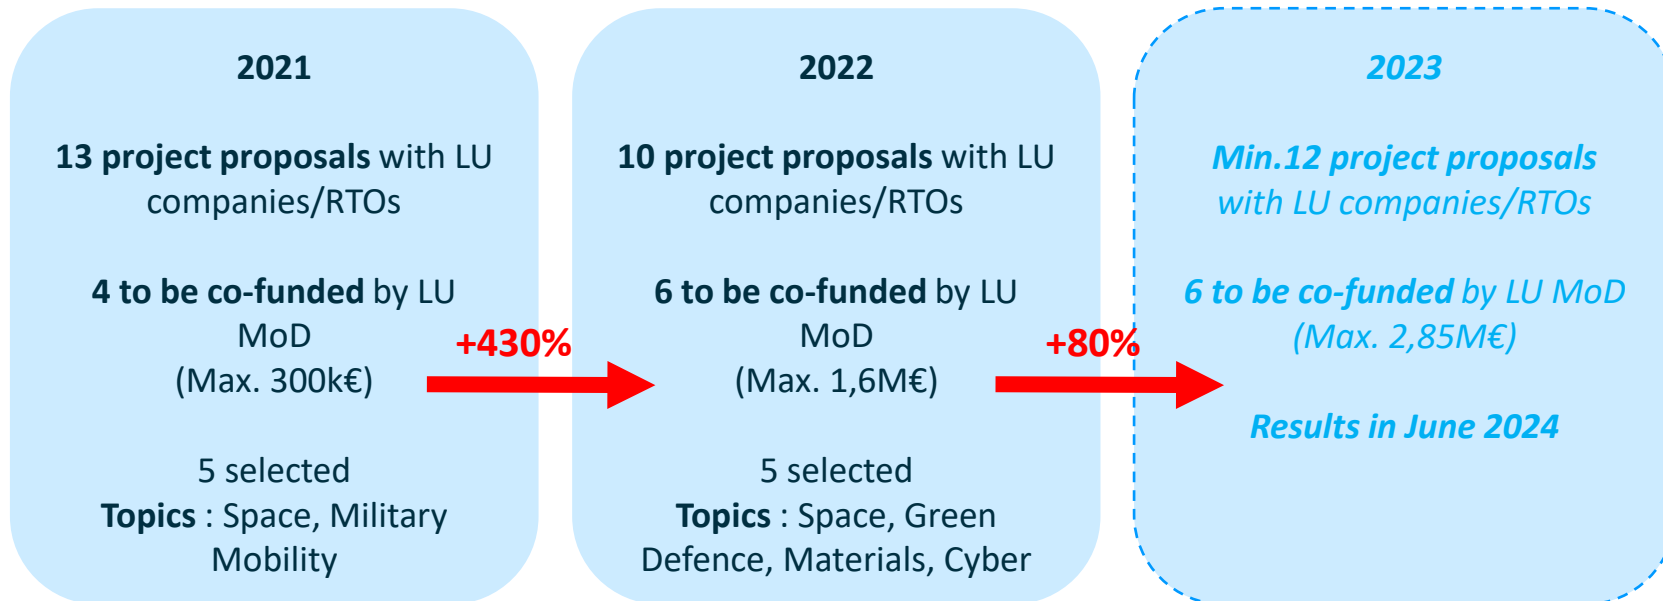 2021
13 project proposals with LU
companies/RTOs
4 to be co-funded by LU
MoD
(Max. 300k€)
5 selected
Topics : Space, Military
Mobility
+430%
2022
10 project proposals with LU
companies/RTOs
6 to be co-funded by LU
MoD
(Max. 1,6M€)
5 selected
Topics : Space, Green
Defence, Materials, Cyber
+80%
2023
Min.12 project proposals
with LU companies/RTOs
6 to be co-funded by LU MoD
(Max. 2,85M€)
Results in June 2024